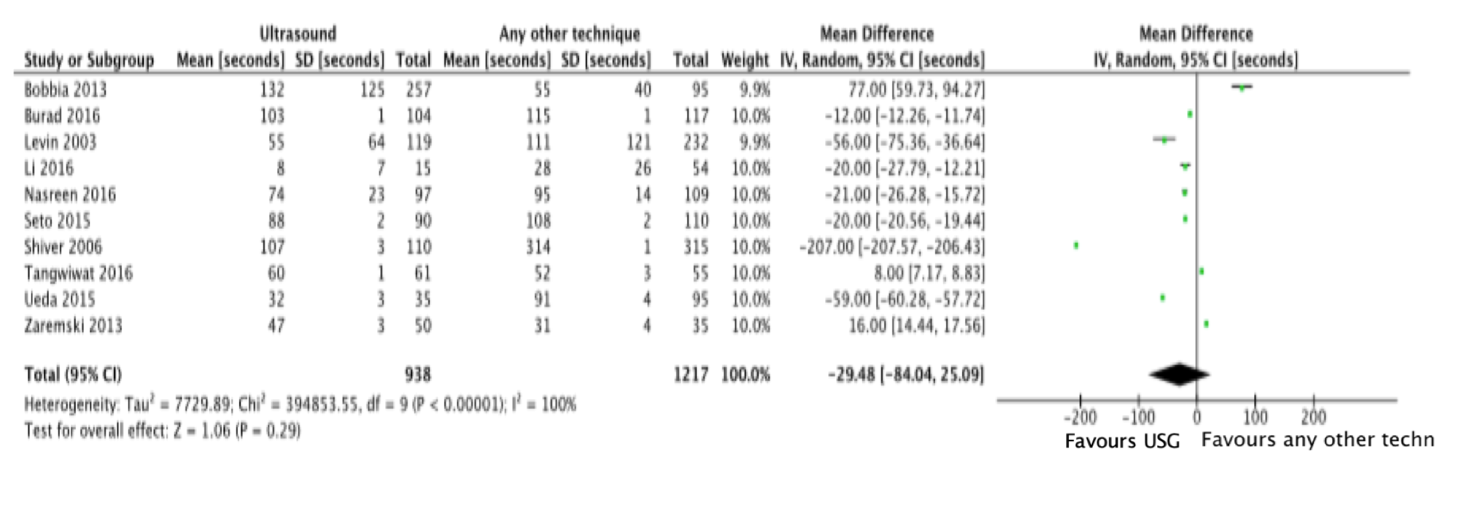 Ultrasound Any other technique Mean Difference Mean Difference
Study or Subgroup Mean [seconds] SD [seconds] Total Mean [seconds] SD [seconds] Total Weight IV, Random, 95% CI [seconds] IV, Random, 95% CI [seconds]
Bobbia 2013 132 125 257 55 40 95 9.9% 77.00 [59.73, 94.27]
Burad 2016 103 1 104 115 1 117 10.0% -12.00 [-12.26, -11.74]
Levin 2003 55 64 119 111 121 232 9.9% -56.00 [-75.36, -36.64]
Li 2016 8 7 15 28 26 54 10.0% -20.00 [-27.79, -12.21]
Nasreen 2016 74 23 97 95 14 109 10.0% -21.00 [-26.28, -15.72]
Seto 2015 88 2 90 108 2 110 10.0% -20.00 [-20.56, -19.44]
Shiver 2006 107 3 110 314 1 315 10.0% -207.00 [-207.57, -206.43]
Tangwiwat 2016 60 1 61 52 3 55 10.0% 8.00 [7.17, 8.83]
Ueda 2015 32 3 35 91 4 95 10.0% -59.00 [-60.28, -57.72]
Zaremski 2013 47 3 50 31 4 35 10.0% 16.00 [14.44, 17.56]
Total (95% CI) 938 1217 100.0% -29.48 [-84.04, 25.09]
Heterogeneity: Tau² = 7729.89; Chi² = 394853.55, df = 9 (P < 0.00001); I² = 100%
Test for overall effect: Z = 1.06 (P = 0.29)
-200 -100 0 100 200
Favours USG Favours any other techn